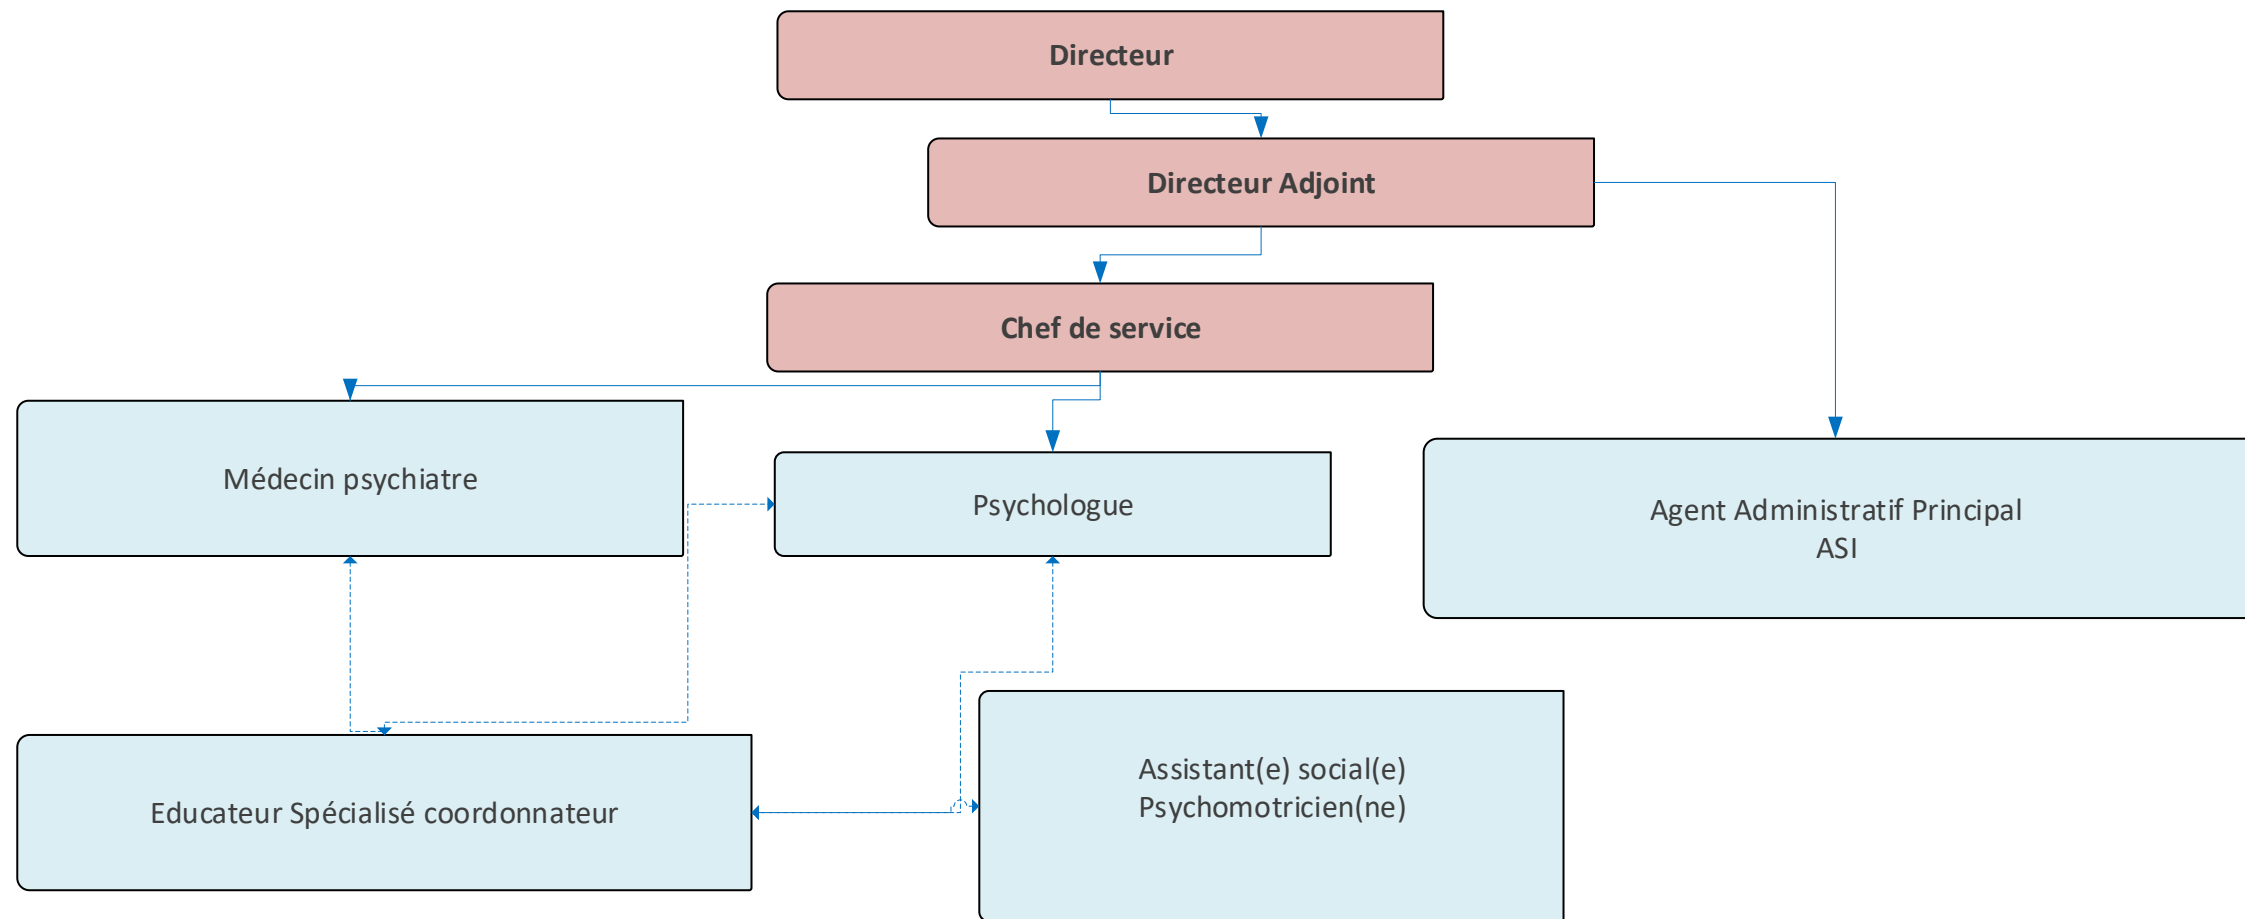 Directeur
Directeur Adjoint
Chef de service
Médecin psychiatre
Psychologue
Agent Administratif Principal
ASI
Educateur Spécialisé coordonnateur
Assistant(e) social(e)
Psychomotricien(ne)